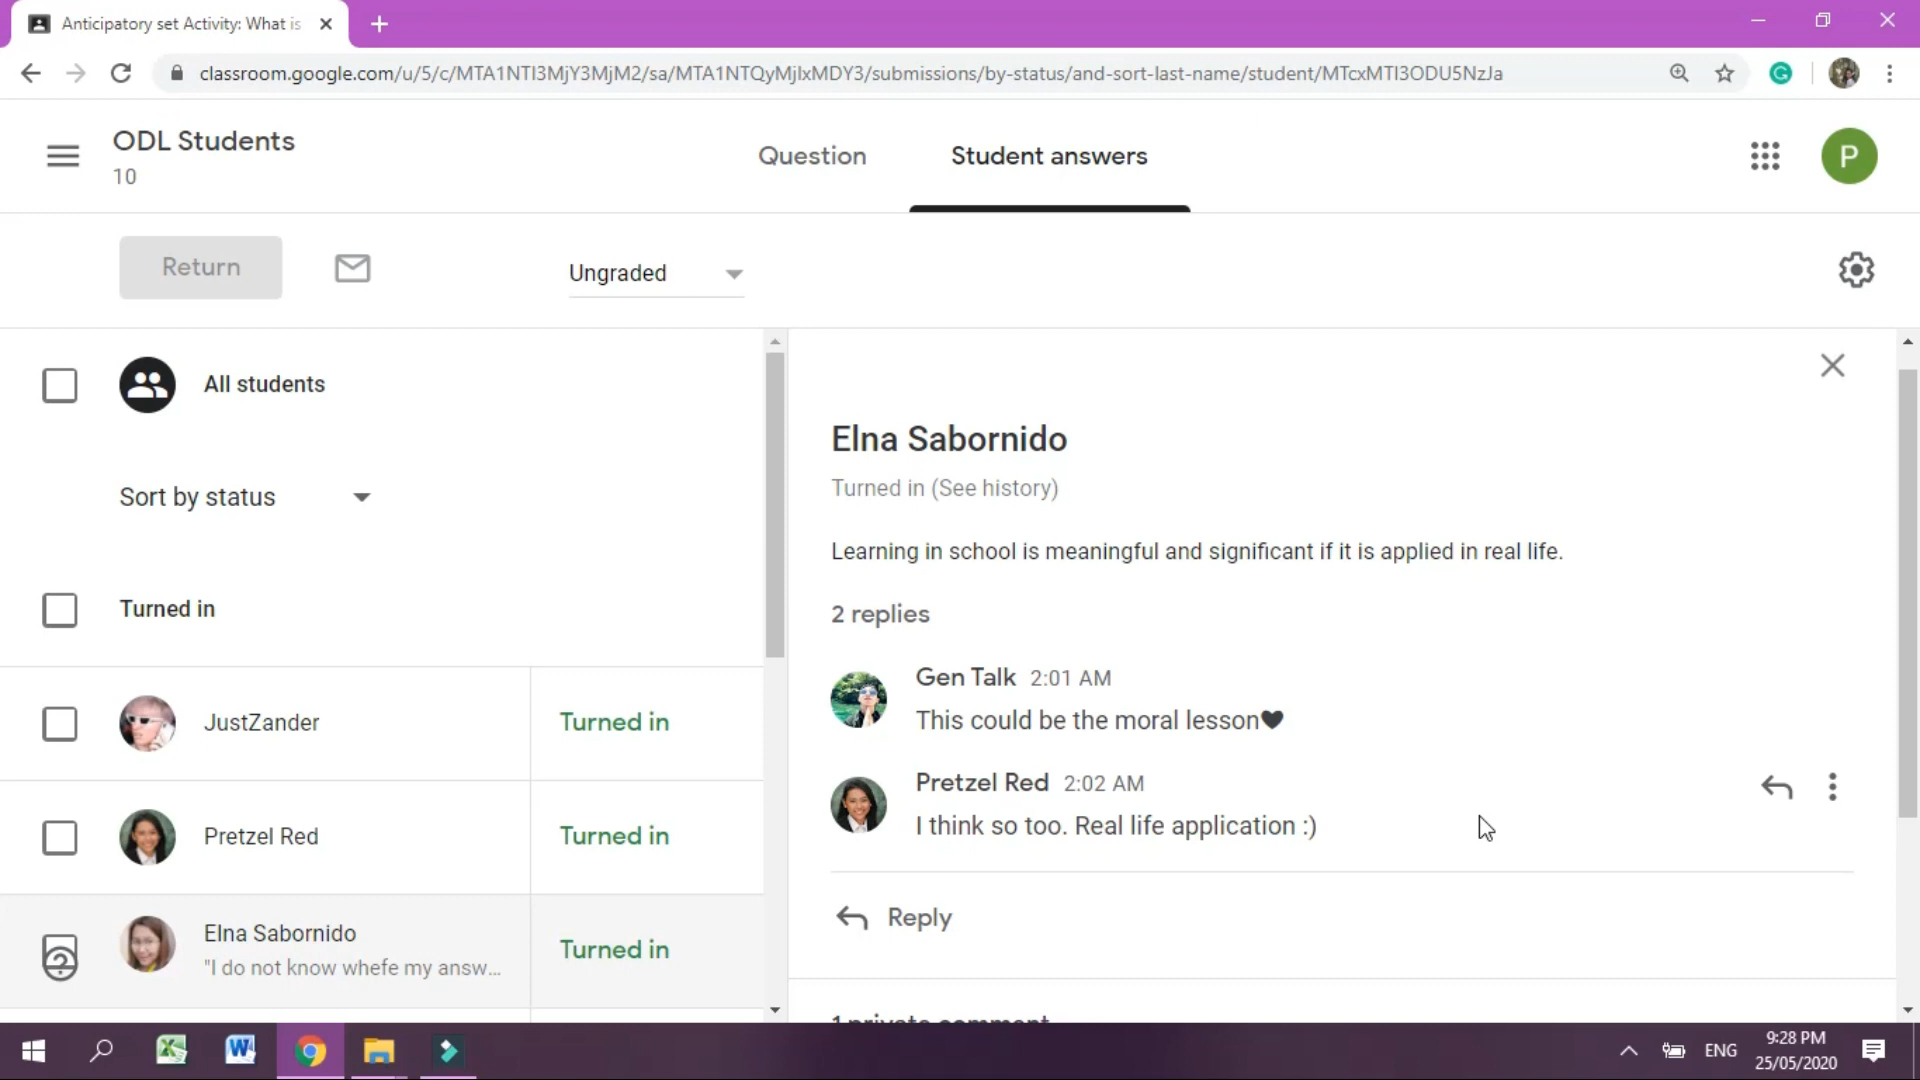 Anticipatory set Activity: What is
classroom.google.com/u/5/c/MTA1NTI3MjY3MjM2/sa/MTA1NTQyMjIxMDY3/submissions/by-status/and-sort-last-name/student/MTcxMTI3ODU5NzJa
ODL Students
10
Question
Student answers
P
Return
Ungraded
All students
Sort by status
Turned in
JustZander
Turned in
Pretzel Red
Turned in
Elna Sabornido
"I do not know whefe my answ...
Turned in
Elna Sabornido
Turned in (See history)
Learning in school is meaningful and significant if it is applied in real life.
2 replies
Gen Talk 2:01 AM
This could be the moral lesson🖤
Pretzel Red 2:02 AM
I think so too. Real life application :)
Reply
1 private comment
ENG
9:28 PM
25/05/2020